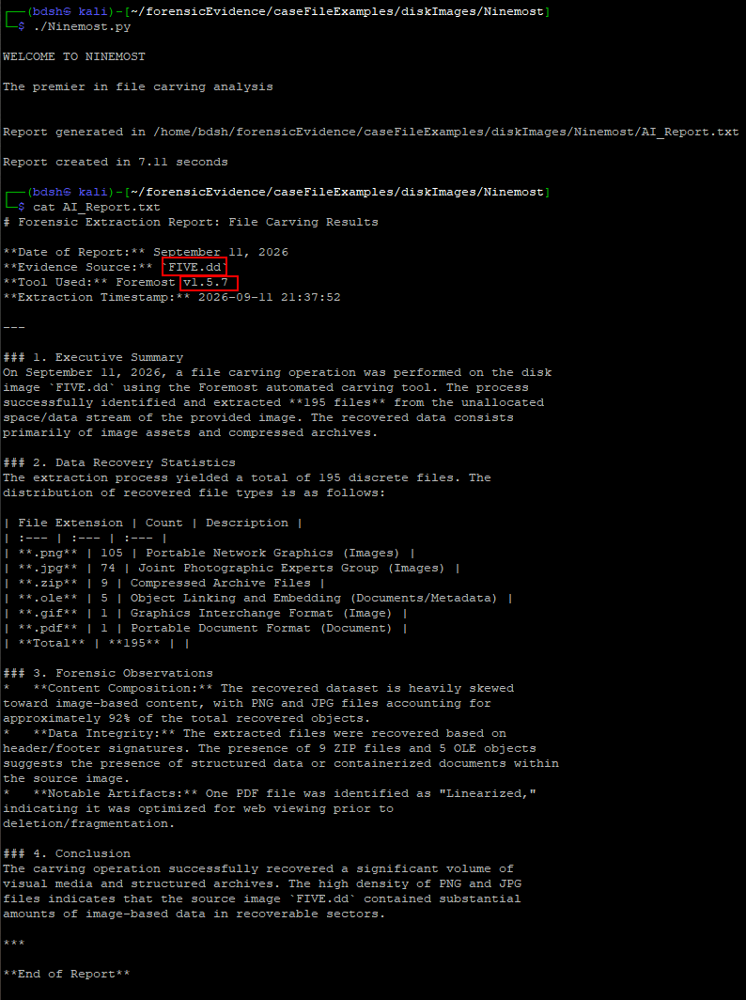 ┌──(bdsh㉿ kali)-[~/forensicEvidence/caseFileExamples/diskImages/Ninemost]
└─$ ./Ninemost.py
WELCOME TO NINEMOST
The premier in file carving analysis
Report generated in /home/bdsh/forensicEvidence/caseFileExamples/diskImages/Ninemost/AI_Report.txt
Report created in 7.11 seconds
┌──(bdsh㉿ kali)-[~/forensicEvidence/caseFileExamples/diskImages/Ninemost]
└─$ cat AI_Report.txt
# Forensic Extraction Report: File Carving Results
**Date of Report:** September 11, 2026
**Evidence Source:** `FIVE.dd`
**Tool Used:** Foremost v1.5.7
**Extraction Timestamp:** 2026-09-11 21:37:52
---
### 1. Executive Summary
On September 11, 2026, a file carving operation was performed on the disk
image `FIVE.dd` using the Foremost automated carving tool. The process
successfully identified and extracted **195 files** from the unallocated
space/data stream of the provided image. The recovered data consists
primarily of image assets and compressed archives.
### 2. Data Recovery Statistics
The extraction process yielded a total of 195 discrete files. The
distribution of recovered file types is as follows:
| File Extension | Count | Description |
| :--- | :--- | :--- |
| **.png** | 105 | Portable Network Graphics (Images) |
| **.jpg** | 74 | Joint Photographic Experts Group (Images) |
| **.zip** | 9 | Compressed Archive Files |
| **.ole** | 5 | Object Linking and Embedding (Documents/Metadata) |
| **.gif** | 1 | Graphics Interchange Format (Image) |
| **.pdf** | 1 | Portable Document Format (Document) |
| **Total** | **195** | |
### 3. Forensic Observations
*   **Content Composition:** The recovered dataset is heavily skewed
toward image-based content, with PNG and JPG files accounting for
approximately 92% of the total recovered objects.
*   **Data Integrity:** The extracted files were recovered based on
header/footer signatures. The presence of 9 ZIP files and 5 OLE objects
suggests the presence of structured data or containerized documents within
the source image.
*   **Notable Artifacts:** One PDF file was identified as "Linearized,"
indicating it was optimized for web viewing prior to
deletion/fragmentation.
### 4. Conclusion
The carving operation successfully recovered a significant volume of
visual media and structured archives. The high density of PNG and JPG
files indicates that the source image `FIVE.dd` contained substantial
amounts of image-based data in recoverable sectors.
***
**End of Report**